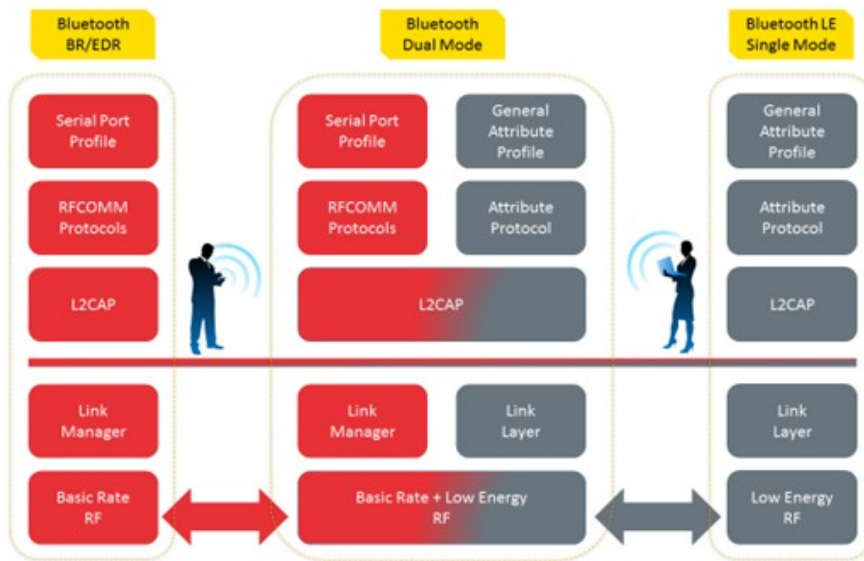 Bluetooth
BR/EDR
Bluetooth
Dual Mode
Bluetooth LE
Single Mode
Serial Port
Profile
Serial Port
Profile
General
Attribute
Profile
General
Attribute
Profile
RFCOMM
Protocols
RFCOMM
Protocols
Attribute
Protocol
Attribute
Protocol
L2CAP
L2CAP
L2CAP
Link
Manager
Link
Manager
Link
Layer
Link
Layer
Basic Rate
RF
Basic Rate + Low Energy
RF
Low Energy
RF